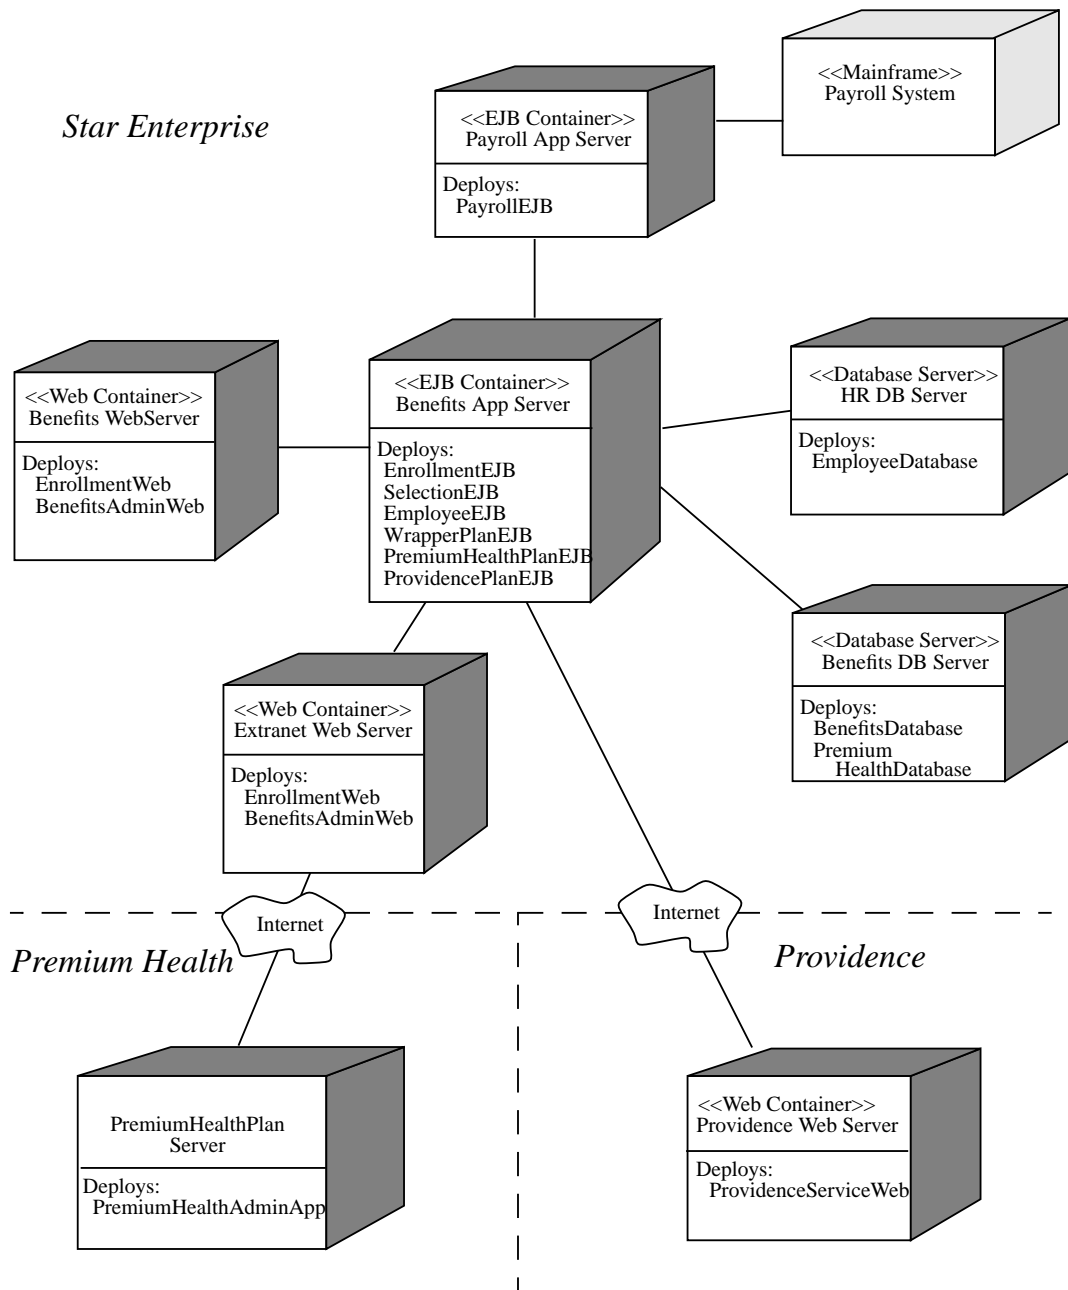 <<Mainframe>>
Payroll System
Star Enterprise
<<EJB Container>>
Payroll App Server
Deploys:
PayrollEJB
<<Web Container>>
Benefits WebServer
Deploys:
EnrollmentWeb
BenefitsAdminWeb
<<EJB Container>>
Benefits App Server
Deploys:
EnrollmentEJB
SelectionEJB
EmployeeEJB
WrapperPlanEJB
PremiumHealthPlanEJB
ProvidencePlanEJB
<<Database Server>>
HR DB Server
Deploys:
EmployeeDatabase
<<Database Server>>
Benefits DB Server
Deploys:
BenefitsDatabase
Premium
HealthDatabase
<<Web Container>>
Extranet Web Server
Deploys:
EnrollmentWeb
BenefitsAdminWeb
Internet
Internet
Premium Health
Providence
PremiumHealthPlan
Server
Deploys:
PremiumHealthAdminApp
<<Web Container>>
Providence Web Server
Deploys:
ProvidenceServiceWeb